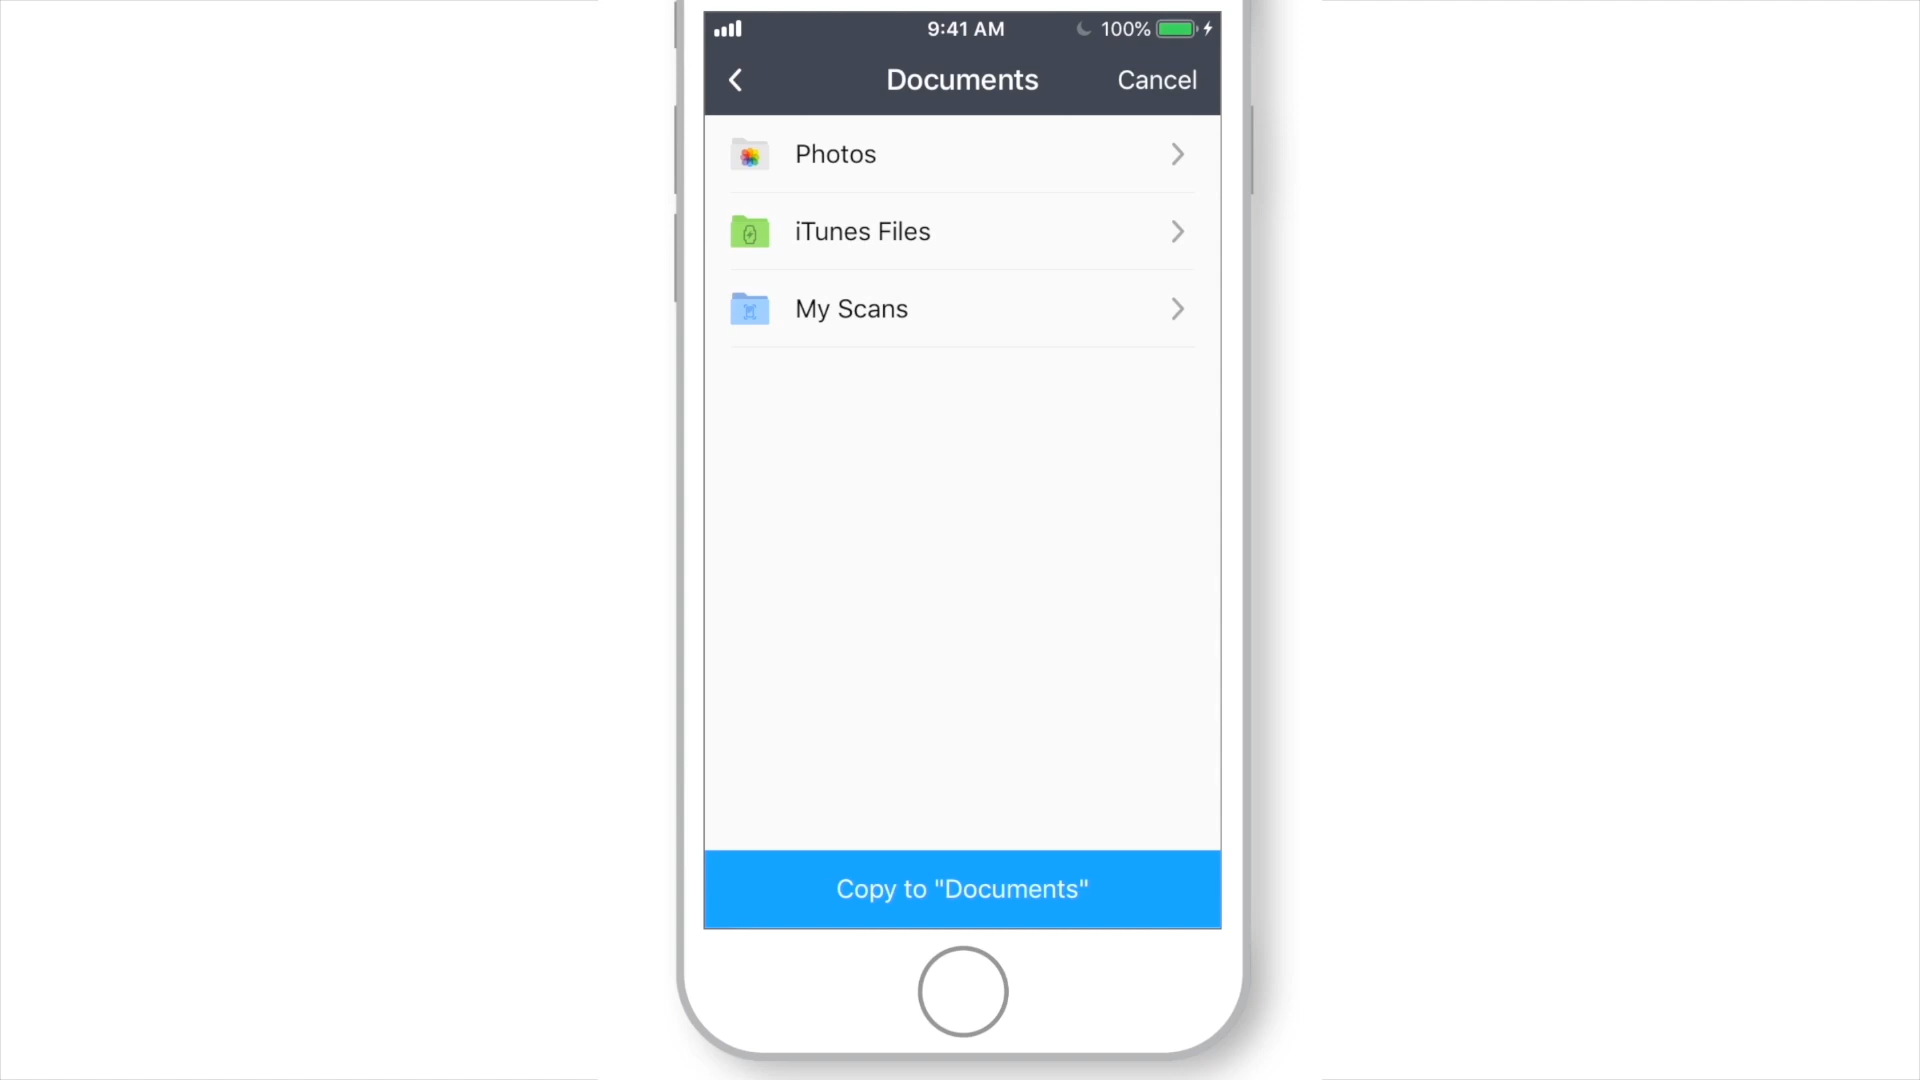 9:41 AM 100%
Documents Cancel
Photos
iTunes Files
My Scans
Copy to "Documents"